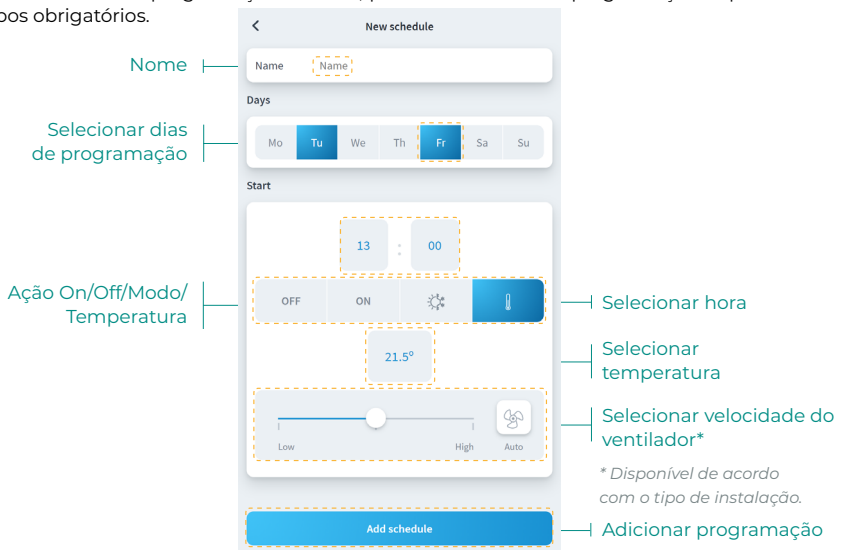 pos obrigatórios.
New schedule
Nome
Name Name
Days
Selecionar dias
de programação
Mo Tu We Th Fr Sa Su
Start
13 : 00
Ação On/Off/Modo/
Temperatura
OFF ON
Selecionar hora
21.5º
Selecionar
temperatura
Low High Auto
Selecionar velocidade do
ventilador*
* Disponível de acordo
com o tipo de instalação.
Add schedule
Adicionar programação